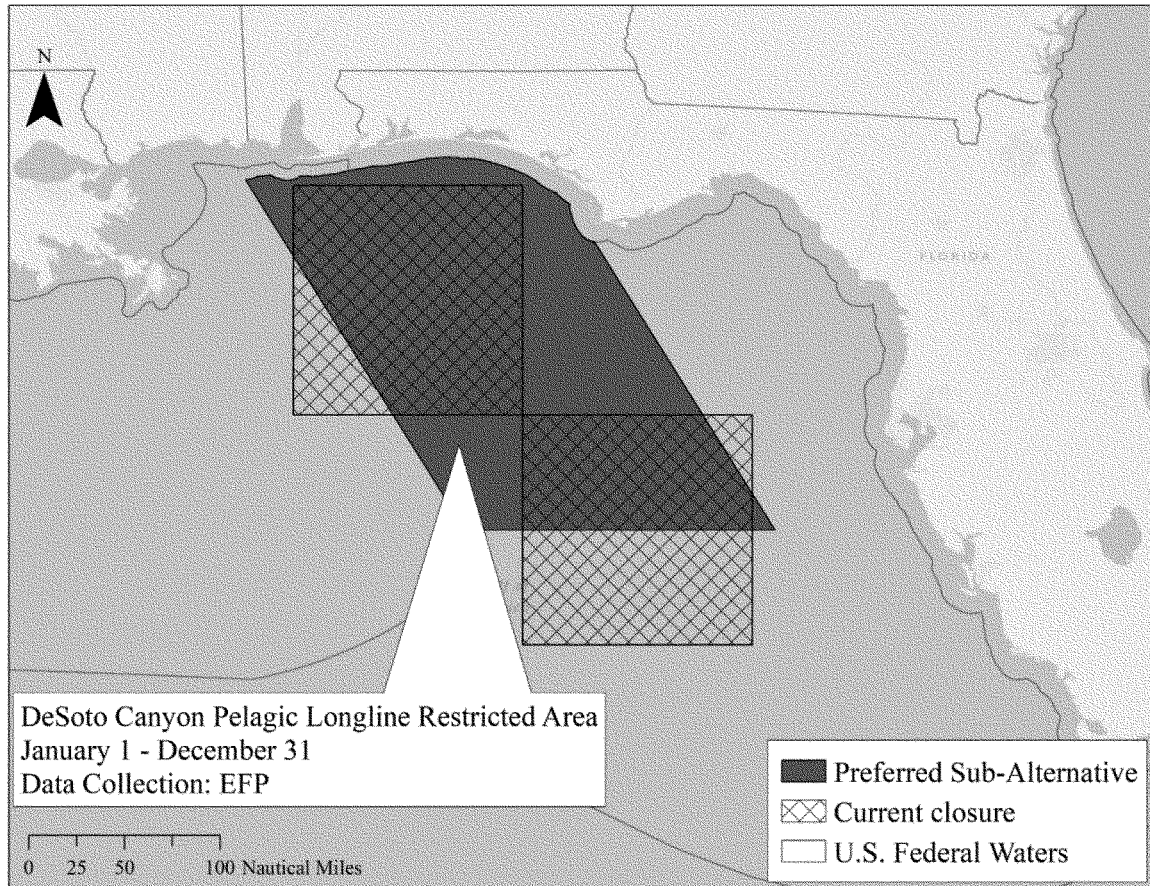 N
FLORIDA
DeSoto Canyon Pelagic Longline Restricted Area
January 1 - December 31
Data Collection: EFP
Preferred Sub-Alternative
Current closure
U.S. Federal Waters
0 25 50 100 Nautical Miles